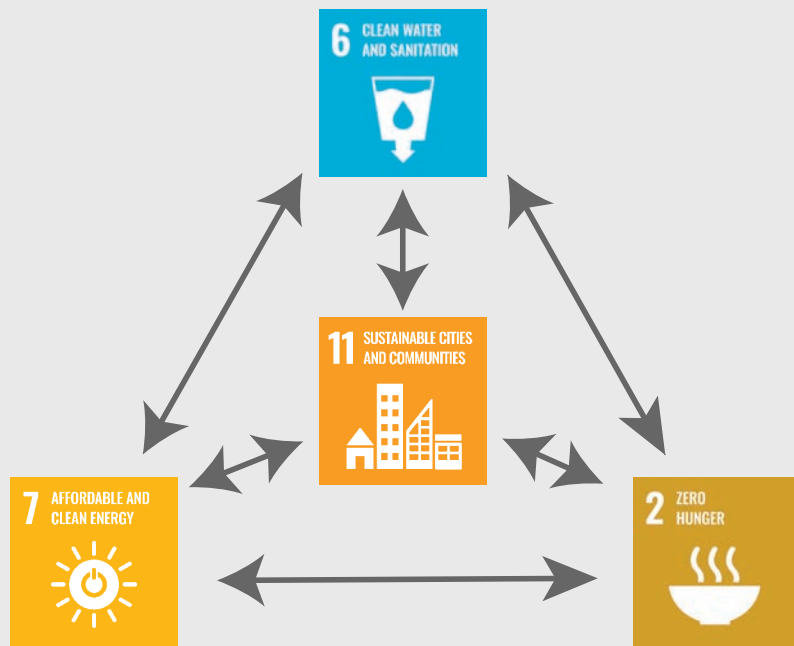 6 CLEAN WATER
AND SANITATION
11 SUSTAINABLE CITIES
AND COMMUNITIES
7 AFFORDABLE AND
CLEAN ENERGY
2 ZERO
HUNGER